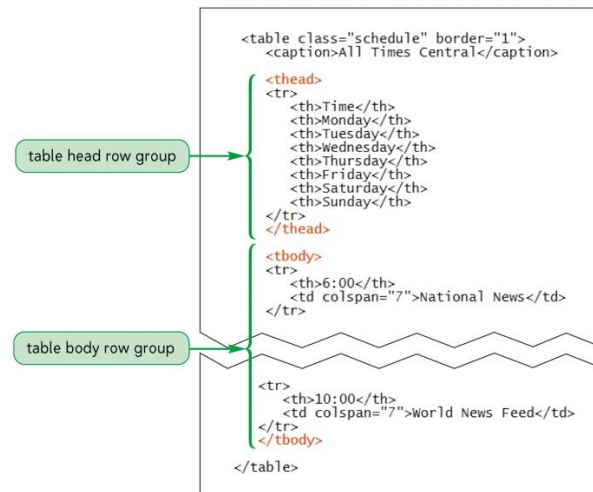 <table class="schedule" border="1">
<caption>All Times Central</caption>
<thead>
<tr>
<th>Time</th>
<th>Monday</th>
<th>Tuesday</th>
<th>Wednesday</th>
table head row group
<th>Thursday</th>
<th>Friday</th>
<th>Saturday</th>
<th>Sunday</th>
</tr>
</thead>
<tbody>
<tr>
<th>6:00</th>
<td colspan="7">National News</td>
</tr>
table body row group
<tr>
<th>10:00</th>
<td colspan="7">World News Feed</td>
</tr>
</tbody>
</table>